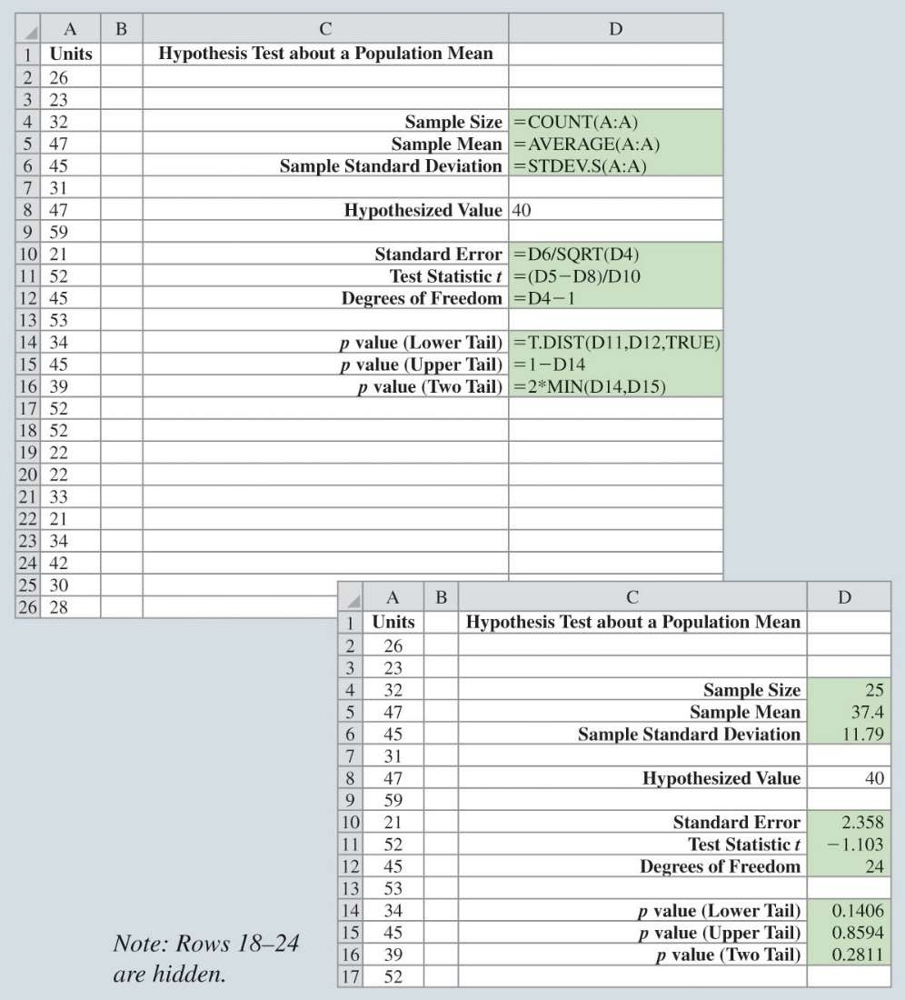 A B C D
1 Units Hypothesis Test about a Population Mean
2 26
3 23
4 32 Sample Size =COUNT(A:A)
5 47 Sample Mean =AVERAGE(A:A)
6 45 Sample Standard Deviation =STDEV.S(A:A)
7 31
8 47 Hypothesized Value 40
9 59
10 21 Standard Error =D6/SQRT(D4)
11 52 Test Statistic t =(D5−D8)/D10
12 45 Degrees of Freedom =D4−1
13 53
14 34 p value (Lower Tail) =T.DIST(D11,D12,TRUE)
15 45 p value (Upper Tail) =1−D14
16 39 p value (Two Tail) =2*MIN(D14,D15)
17 52
18 52
19 22
20 22
21 33
22 21
23 34
24 42
25 30
26 28
A B C D
1 Units Hypothesis Test about a Population Mean
2 26
3 23
4 32 Sample Size 25
5 47 Sample Mean 37.4
6 45 Sample Standard Deviation 11.79
7 31
8 47 Hypothesized Value 40
9 59
10 21 Standard Error 2.358
11 52 Test Statistic t −1.103
12 45 Degrees of Freedom 24
13 53
14 34 p value (Lower Tail) 0.1406
15 45 p value (Upper Tail) 0.8594
16 39 p value (Two Tail) 0.2811
17 52
Note: Rows 18–24
are hidden.